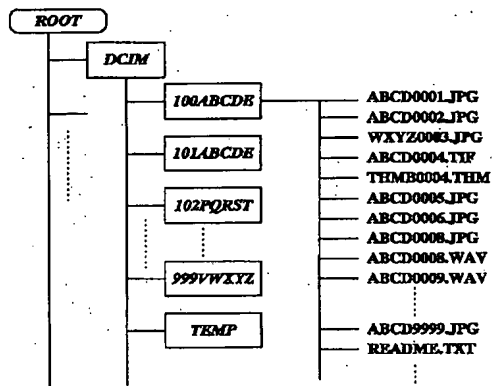 ROOT
DCIM
100ABCDE
101ABCDE
102PQRST
999VWXYZ
TEMP
ABCD0001.JPG
ABCD0002.JPG
WXYZ0003.JPG
ABCD0004.TIF
THMB0004.THM
ABCD0005.JPG
ABCD0006.JPG
ABCD0008.JPG
ABCD0008.WAV
ABCD0009.WAV
ABCD9999.JPG
README.TXT